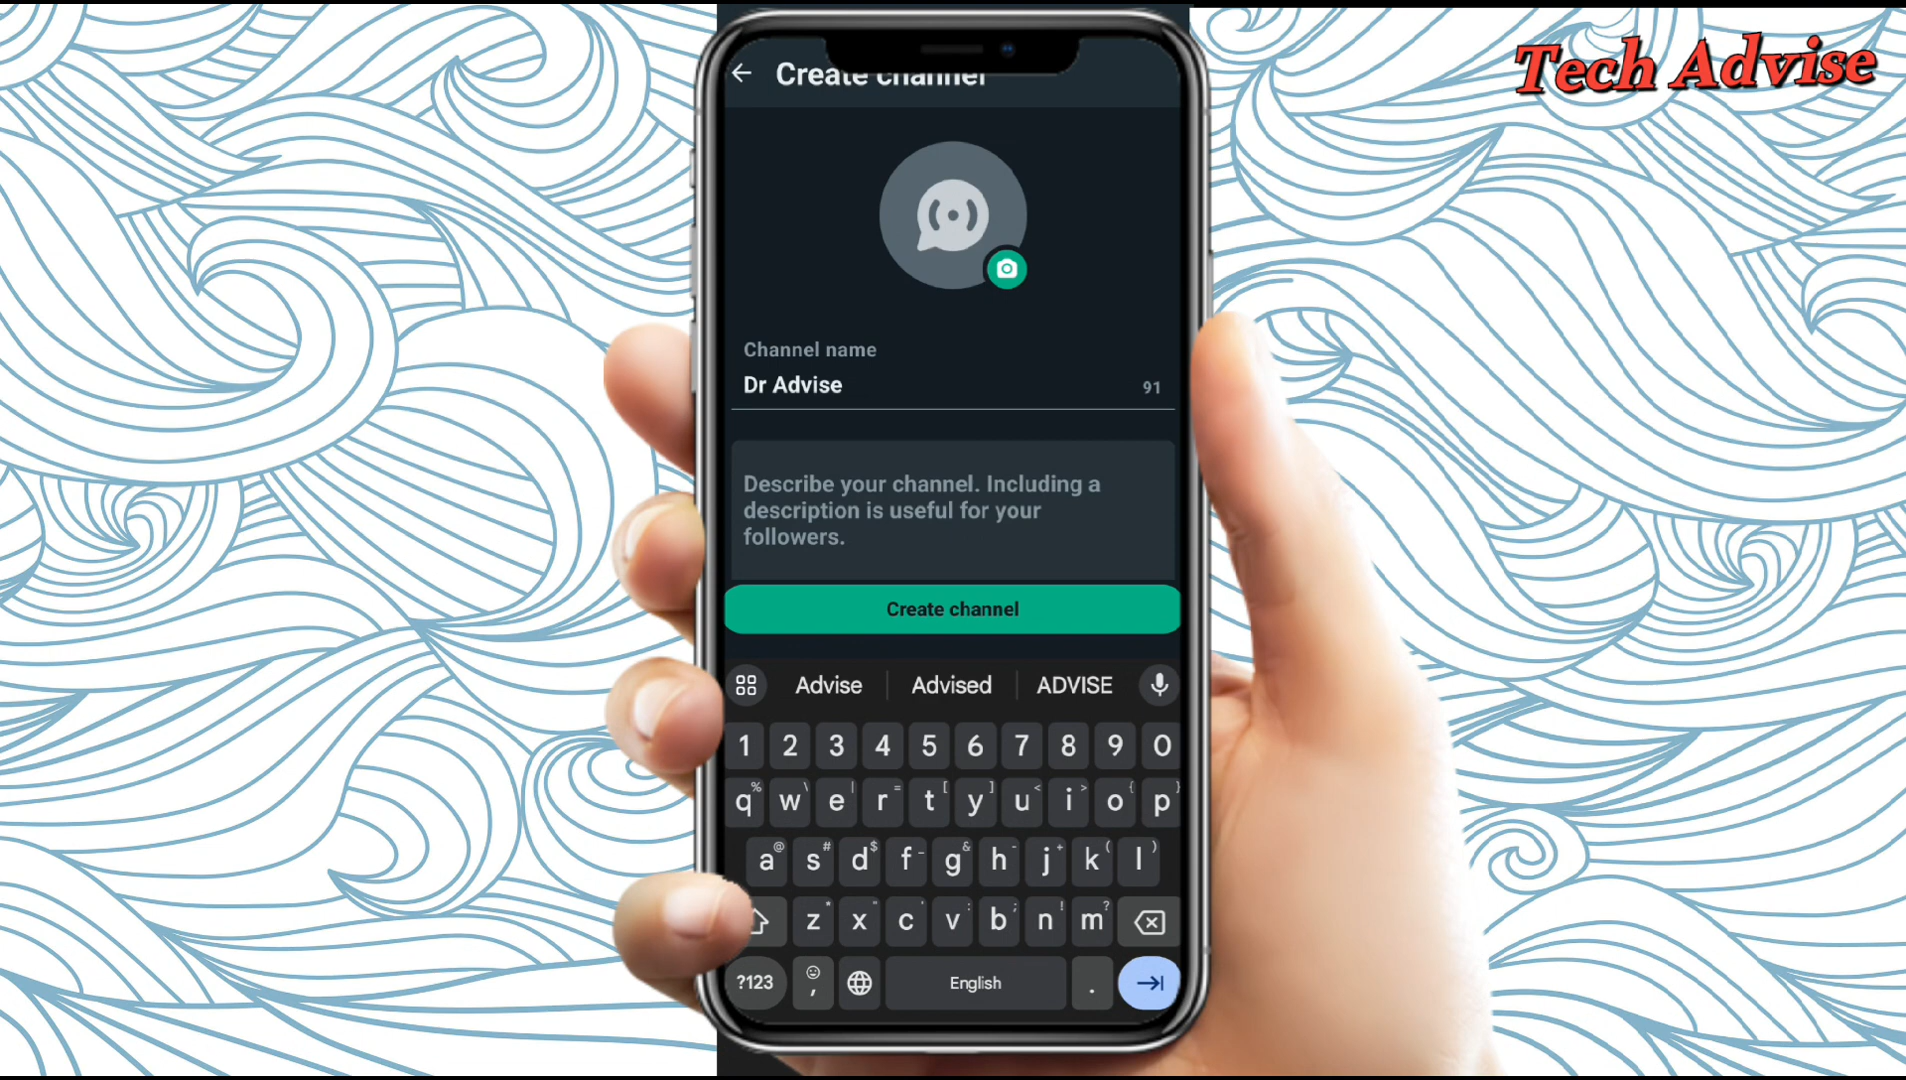 Tech Advise
Create channel
Channel name
Dr Advise 91
Describe your channel. Including a
description is useful for your
followers.
Create channel
Advise Advised ADVISE
1 2 3 4 5 6 7 8 9 0
q% w\ e| r= t[ y] u< i> o{ p}
a@ s# d$ f_ g& h- j+ k( l)
z* x" c' v: b; n! m?
?123 , English .